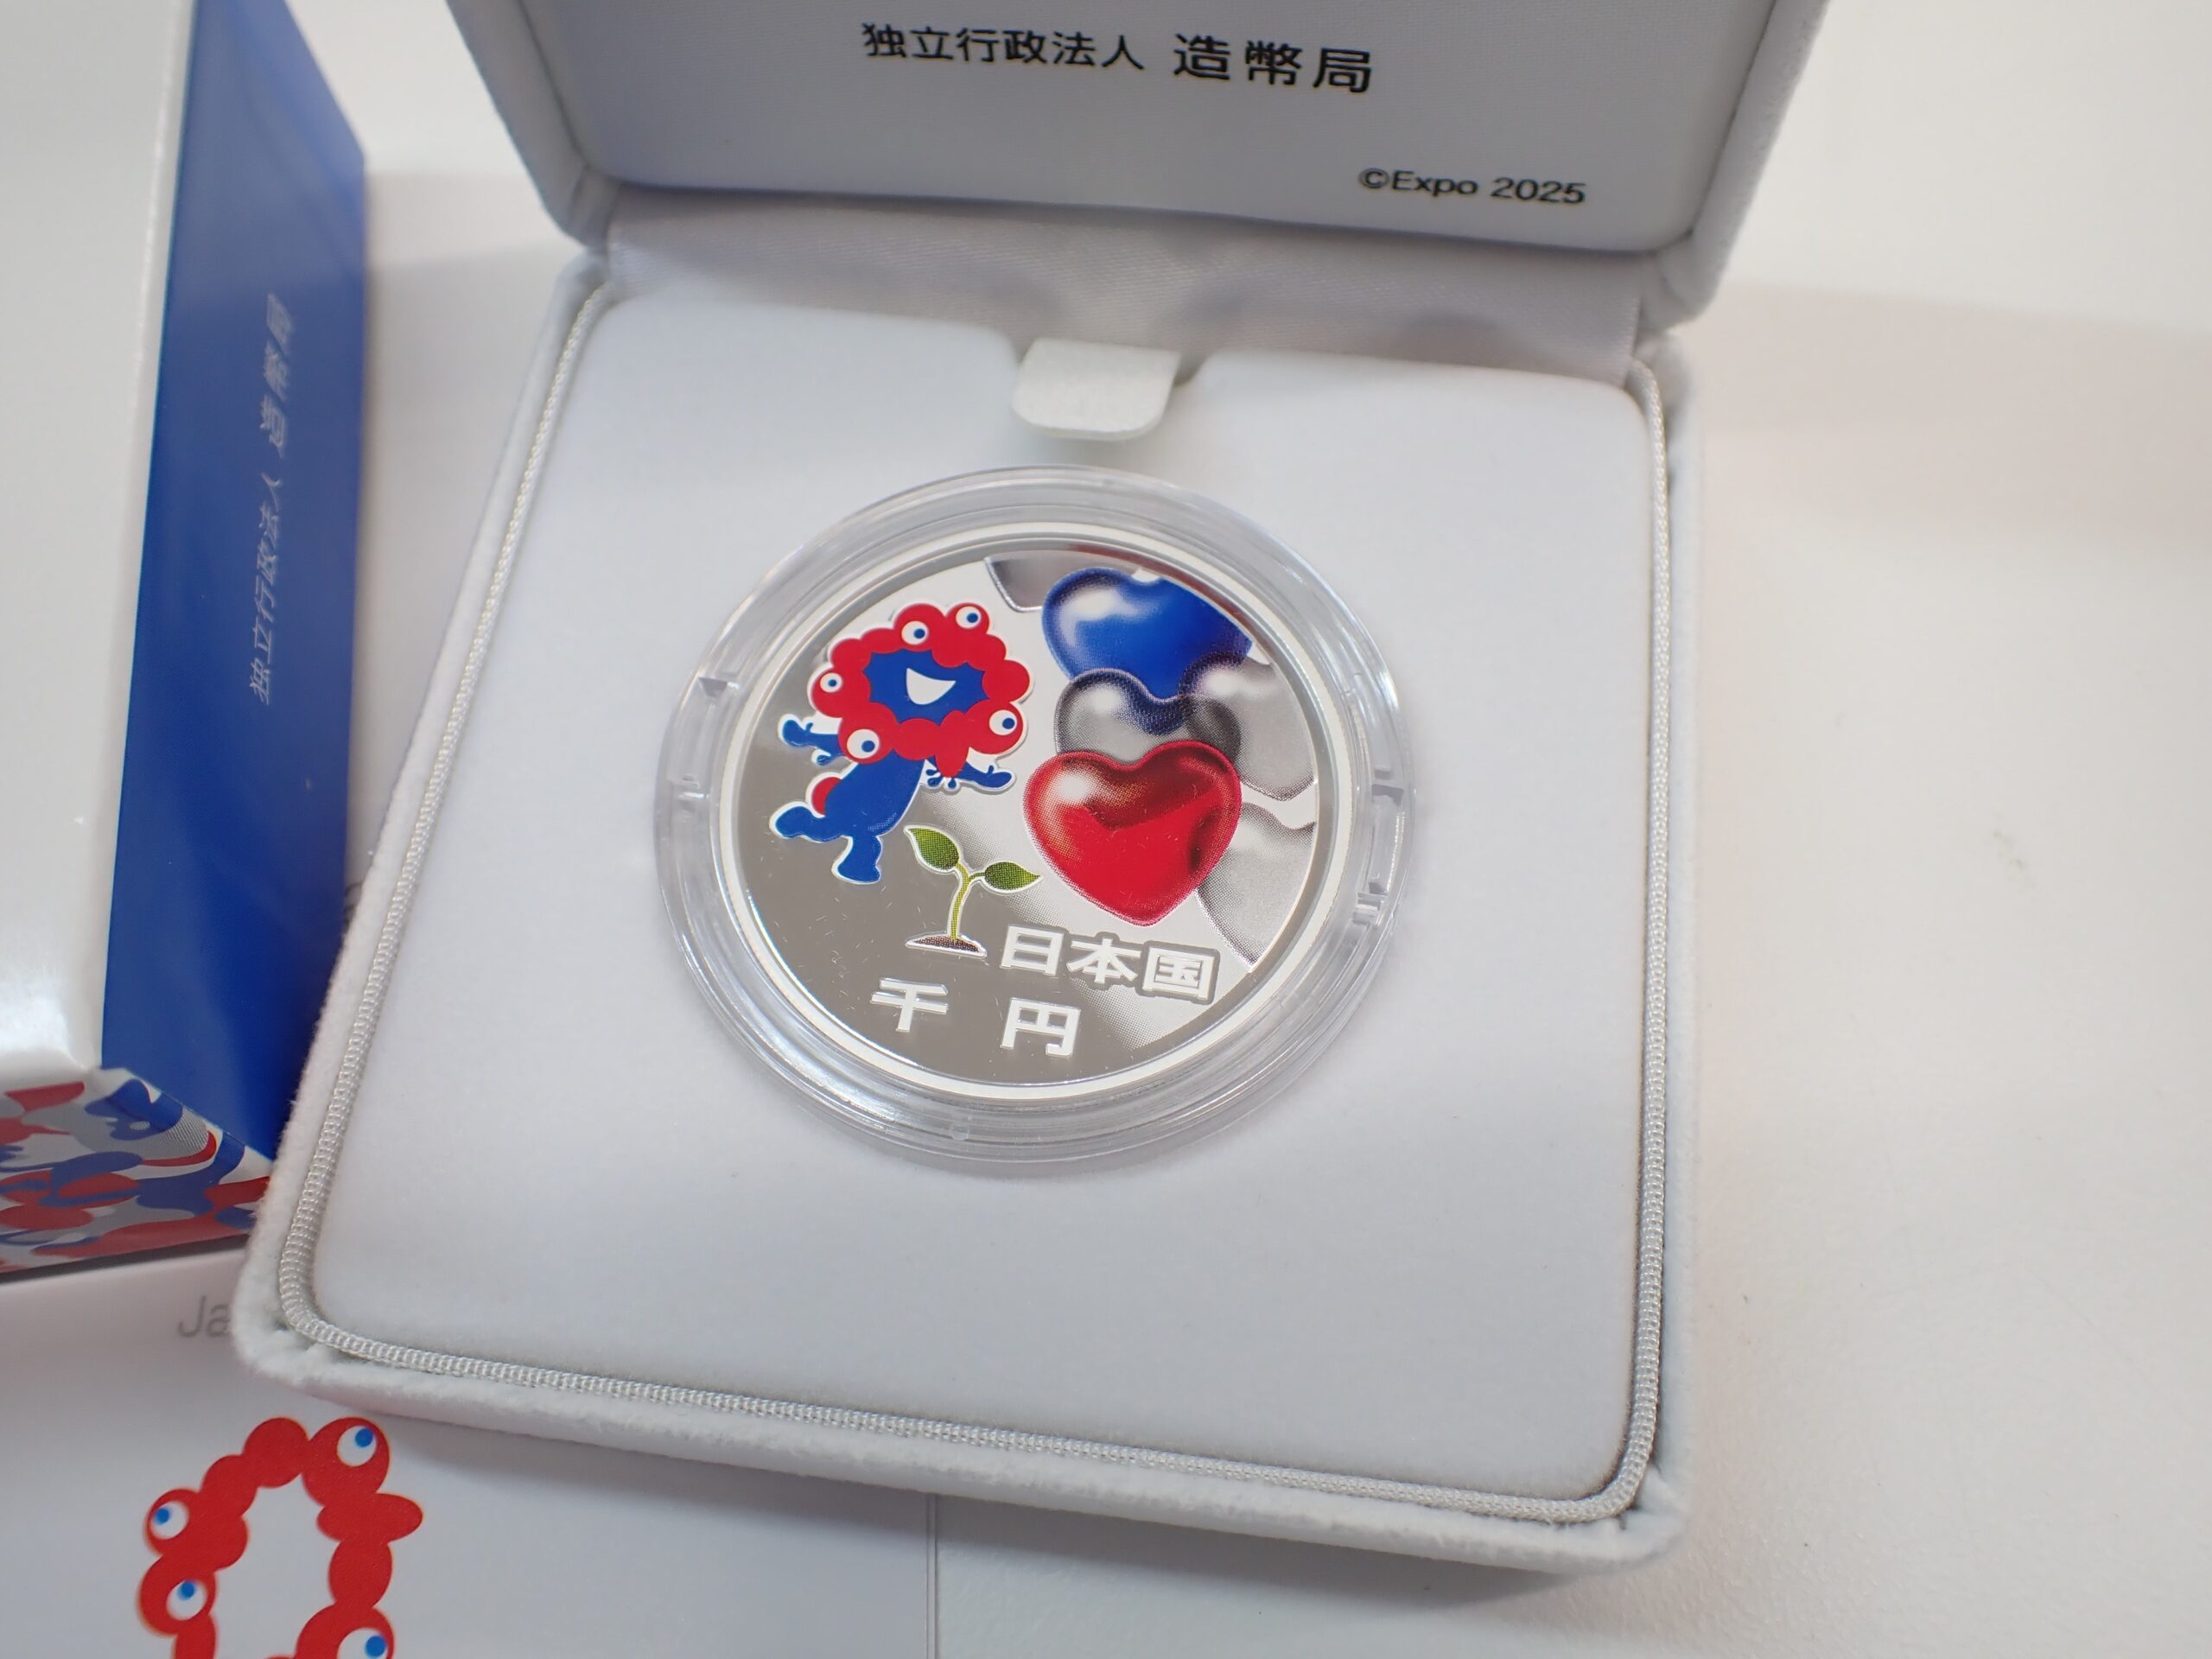 独立行政法人 造幣局
©Expo 2025
独立行政法人 造幣局
日本国
千円
Ja